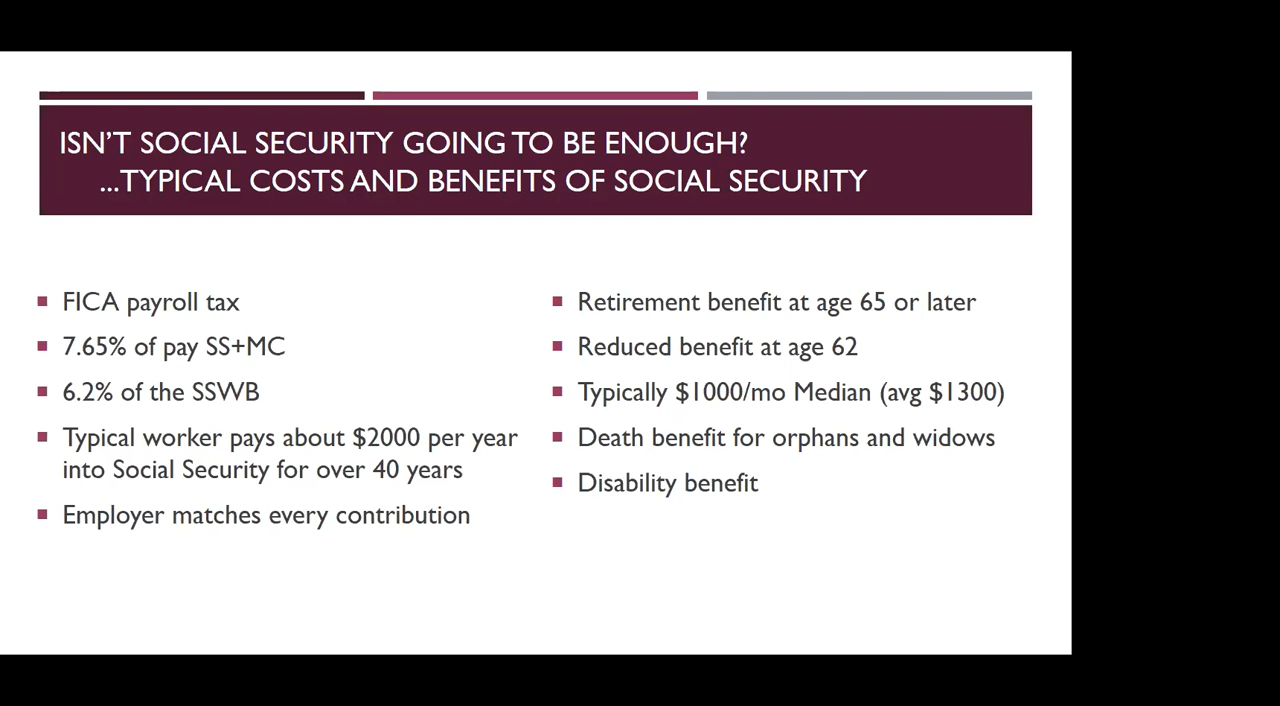 ISN'T SOCIAL SECURITY GOING TO BE ENOUGH?
...TYPICAL COSTS AND BENEFITS OF SOCIAL SECURITY
FICA payroll tax
7.65% of pay SS+MC
6.2% of the SSWB
Typical worker pays about $2000 per year
into Social Security for over 40 years
Employer matches every contribution
Retirement benefit at age 65 or later
Reduced benefit at age 62
Typically $1000/mo Median (avg $1300)
Death benefit for orphans and widows
Disability benefit